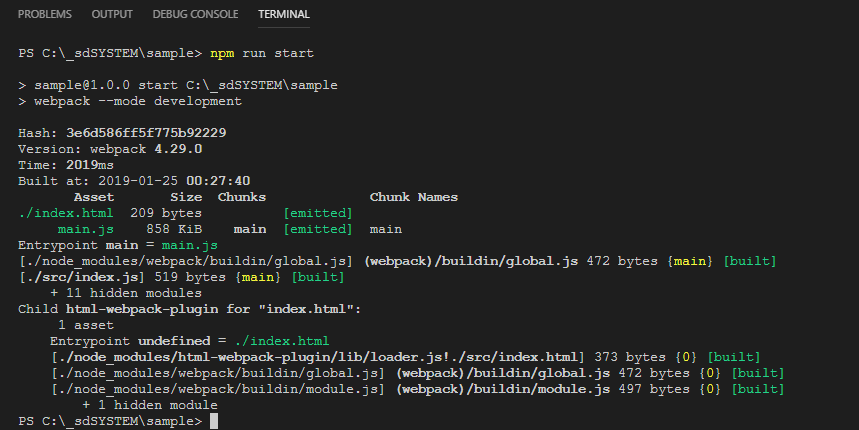 PROBLEMS OUTPUT DEBUG CONSOLE TERMINAL
PS C:\_sdSYSTEM\sample> npm run start
> sample@1.0.0 start C:\_sdSYSTEM\sample
> webpack --mode development
Hash: 3e6d586ff5f775b92229
Version: webpack 4.29.0
Time: 2019ms
Built at: 2019-01-25 00:27:40
Asset Size Chunks Chunk Names
./index.html 209 bytes [emitted]
main.js 858 KiB main [emitted] main
Entrypoint main = main.js
[./node_modules/webpack/buildin/global.js] (webpack)/buildin/global.js 472 bytes {main} [built]
[./src/index.js] 519 bytes {main} [built]
+ 11 hidden modules
Child html-webpack-plugin for "index.html":
1 asset
Entrypoint undefined = ./index.html
[./node_modules/html-webpack-plugin/lib/loader.js!./src/index.html] 373 bytes {0} [built]
[./node_modules/webpack/buildin/global.js] (webpack)/buildin/global.js 472 bytes {0} [built]
[./node_modules/webpack/buildin/module.js] (webpack)/buildin/module.js 497 bytes {0} [built]
+ 1 hidden module
PS C:\_sdSYSTEM\sample>